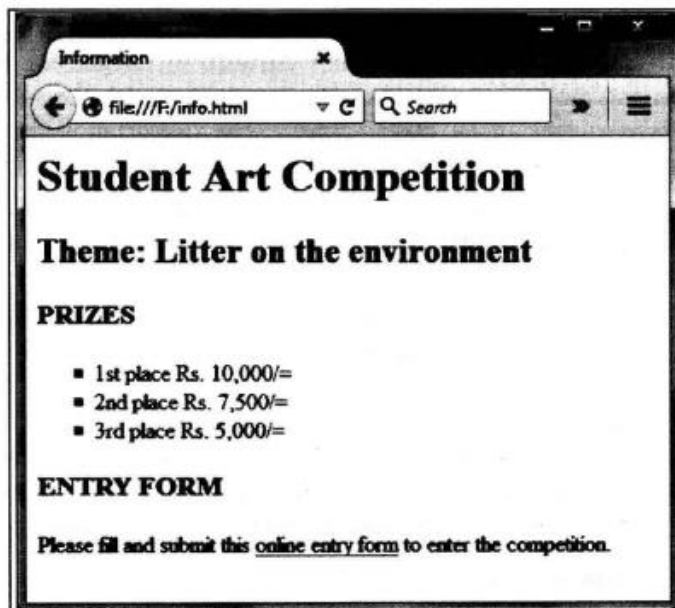 Information
file:///F:/info.html
Search
Student Art Competition
Theme: Litter on the environment
PRIZES
1st place Rs. 10,000/=
2nd place Rs. 7,500/=
3rd place Rs. 5,000/=
ENTRY FORM
Please fill and submit this online entry form to enter the competition.